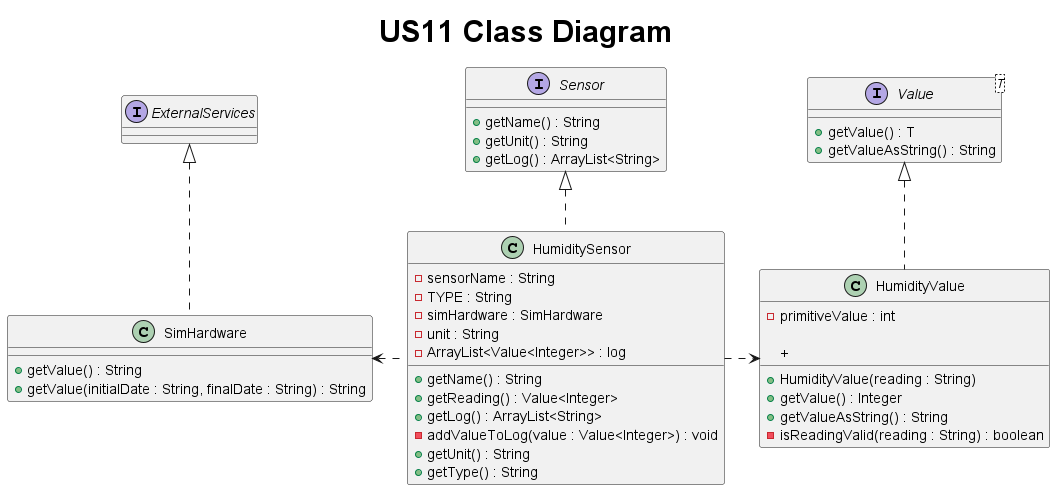 US11 Class Diagram
I ExternalServices
I Sensor
getName() : String
getUnit() : String
getLog() : ArrayList<String>
I Value T
getValue() : T
getValueAsString() : String
C SimHardware
getValue() : String
getValue(initialDate : String, finalDate : String) : String
C HumiditySensor
sensorName : String
TYPE : String
simHardware : SimHardware
unit : String
ArrayList<Value<Integer>> : log
getName() : String
getReading() : Value<Integer>
getLog() : ArrayList<String>
addValueToLog(value : Value<Integer>) : void
getUnit() : String
getType() : String
C HumidityValue
primitiveValue : int
+
HumidityValue(reading : String)
getValue() : Integer
getValueAsString() : String
isReadingValid(reading : String) : boolean